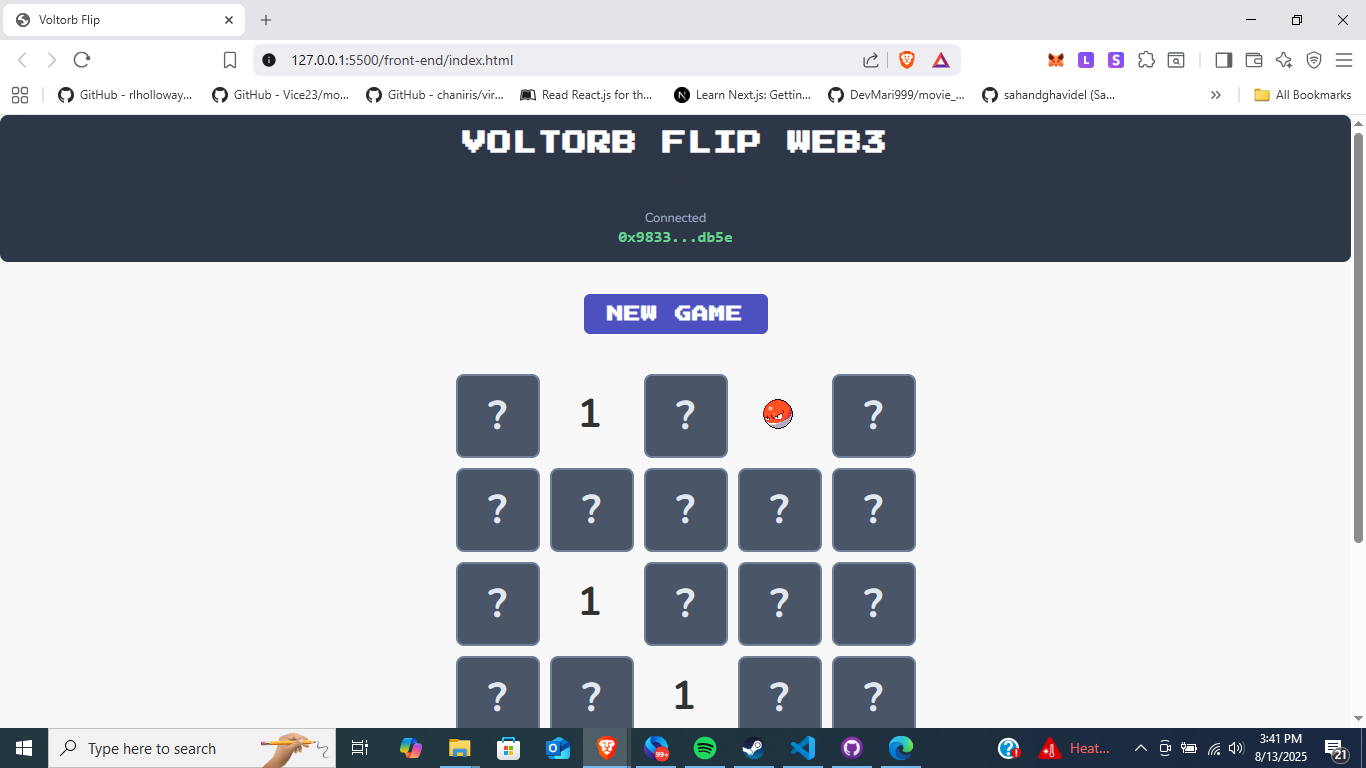 Voltorb Flip
127.0.0.1:5500/front-end/index.html
GitHub - rlholloway...
GitHub - Vice23/mo...
GitHub - chaniris/vir...
Read React.js for th...
Learn Next.js: Gettin...
DevMari999/movie_...
sahandghavidel (Sa...
All Bookmarks
VOLTORB FLIP WEB3
Connected
0x9833...db5e
NEW GAME
? 1 ? ?
? ? ? ? ?
? 1 ? ? ?
? ? 1 ? ?
Type here to search
99+
Heat...
3:41 PM
8/13/2025
21